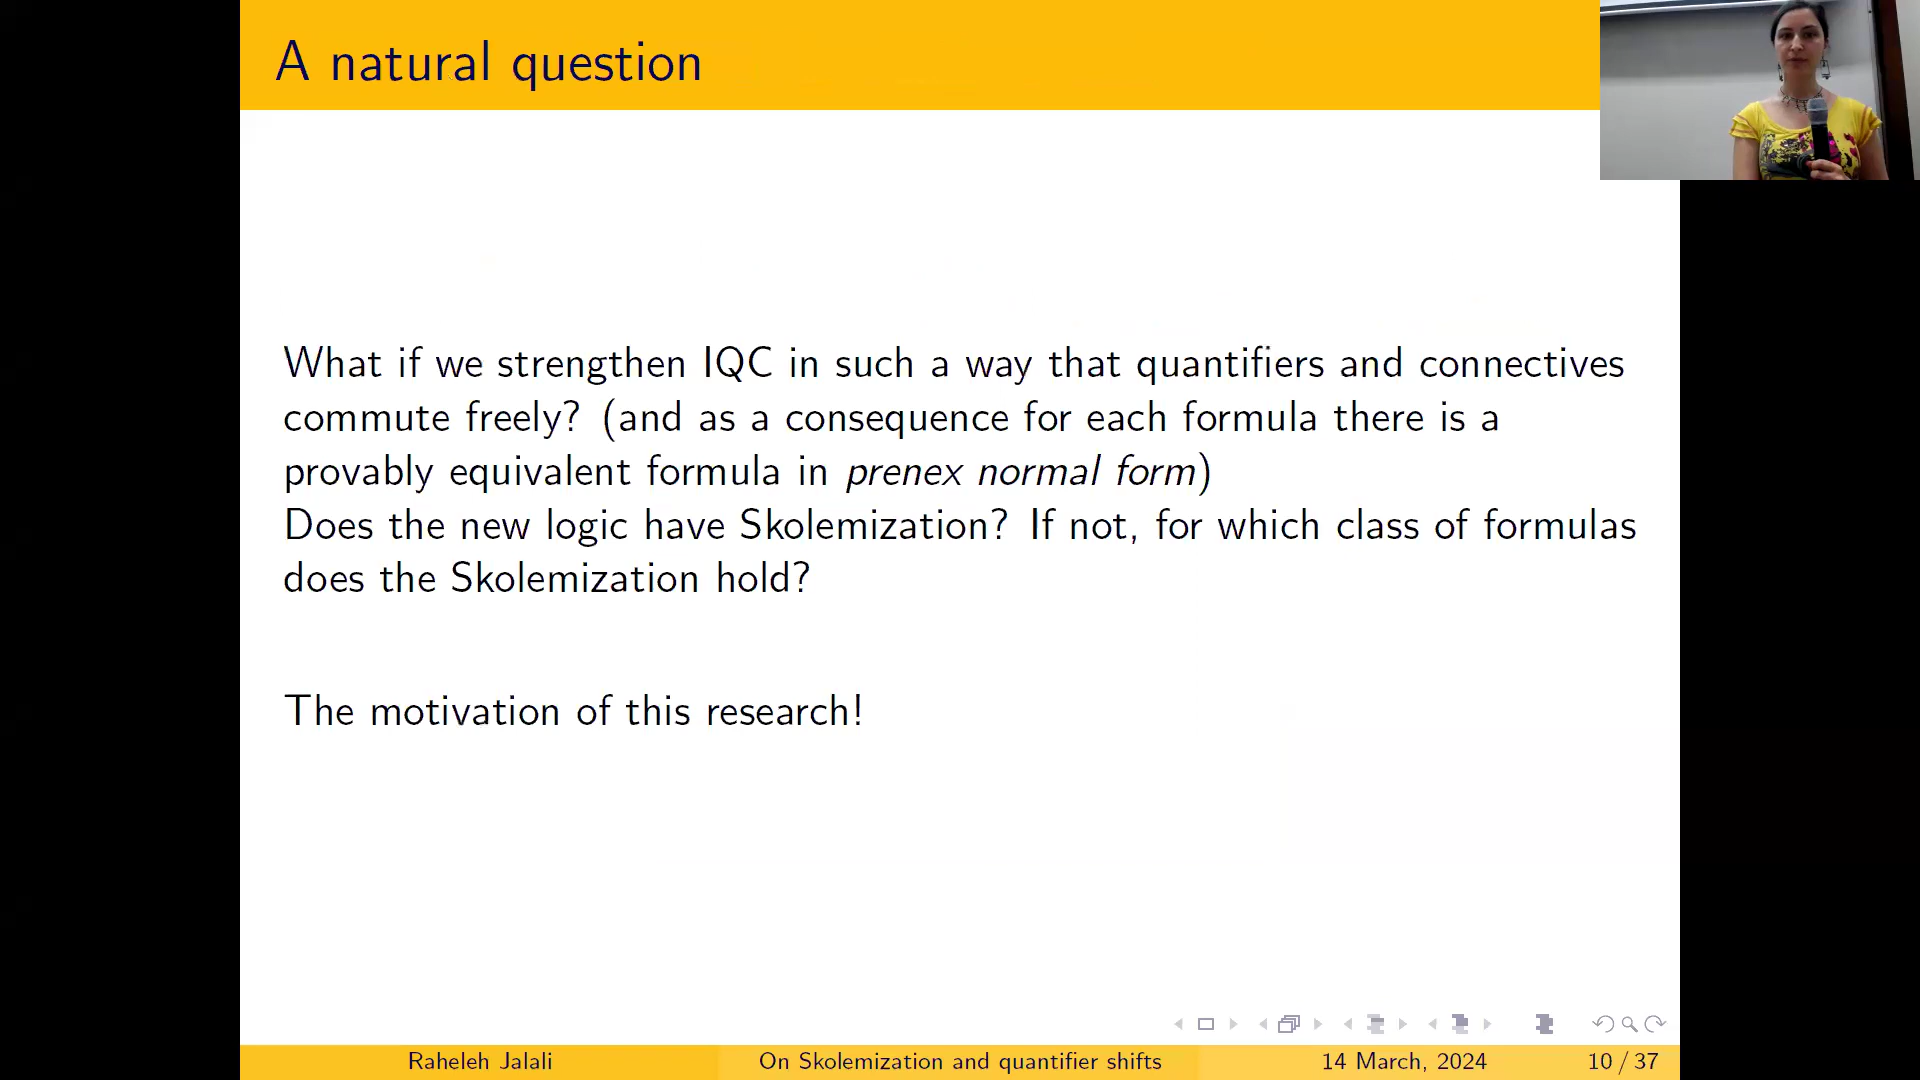 A natural question
What if we strengthen IQC in such a way that quantifiers and connectives
commute freely? (and as a consequence for each formula there is a
provably equivalent formula in prenex normal form)
Does the new logic have Skolemization? If not, for which class of formulas
does the Skolemization hold?
The motivation of this research!
Raheleh Jalali On Skolemization and quantifier shifts 14 March, 2024 10 / 37